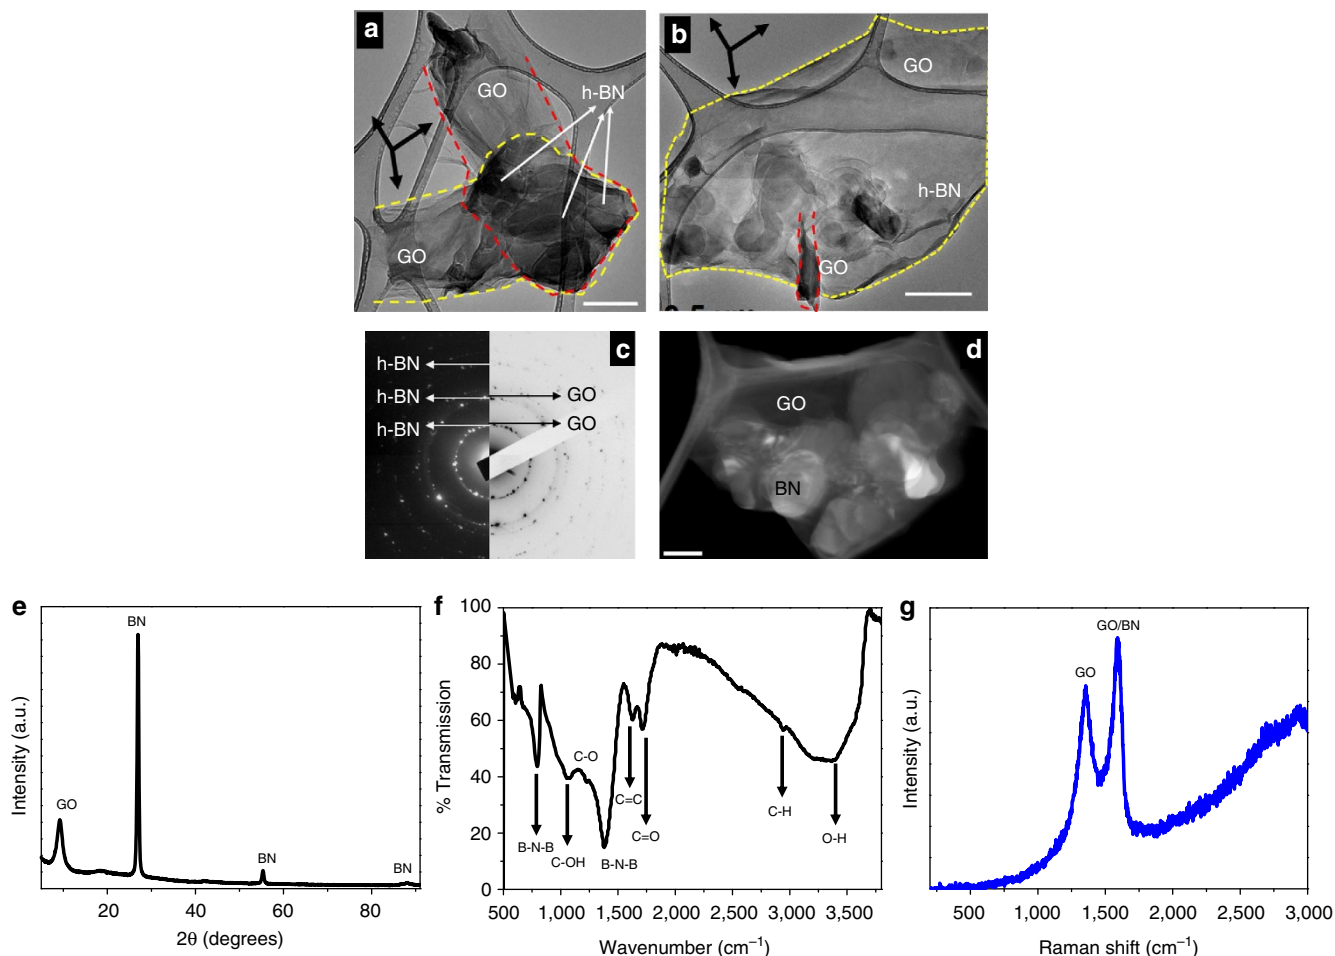 a
GO
h-BN
GO
b
GO
h-BN
GO
c
h-BN
h-BN
h-BN
GO
GO
d
GO
BN
e
BN
GO
BN
BN
20
40
60
80
2θ (degrees)
Intensity (a.u.)
f
100
80
60
40
20
0
% Transmission
C-O
C=C
C=O
B-N-B
C-OH
B-N-B
C-H
O-H
500
1,000
1,500
2,000
2,500
3,000
3,500
Wavenumber (cm⁻¹)
g
GO/BN
GO
Intensity (a.u.)
500
1,000
1,500
2,000
2,500
3,000
Raman shift (cm⁻¹)